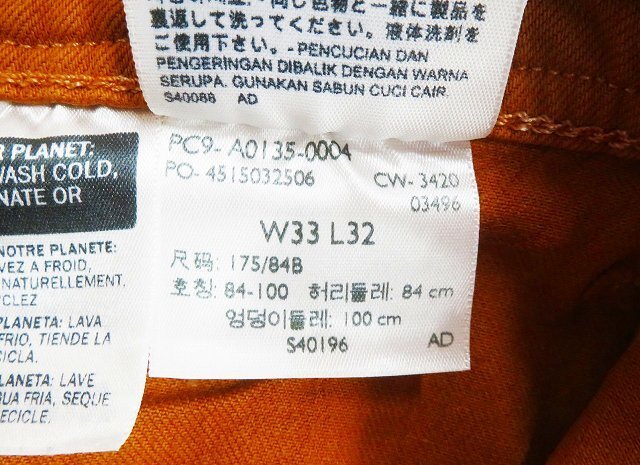 返して洗ってください。液体洗剤を
ご使用下さい。- PENCUCIAN DAN
PENGERINGAN DIBALIK DENGAN WARNA
SERUPA. GUNAKAN SABUN CUCI CAIR.
S40088 AD
PLANET:
WASH COLD,
NATE OR
NOTRE PLANETE:
VEZ A FROID,
NATURELLEMENT,
CLEZ
PLANETA: LAVA
FRIO, TIENDE LA
CICLA.
PLANETA: LAVE
UA FRIA, SEQUE
RECICLE.
PC9- A0135-0004
PO- 4515032506 CW- 3420
03496
W33 L32
尺码: 175/84B
호칭: 84-100 허리둘레: 84 cm
엉덩이둘레: 100 cm
S40196 AD